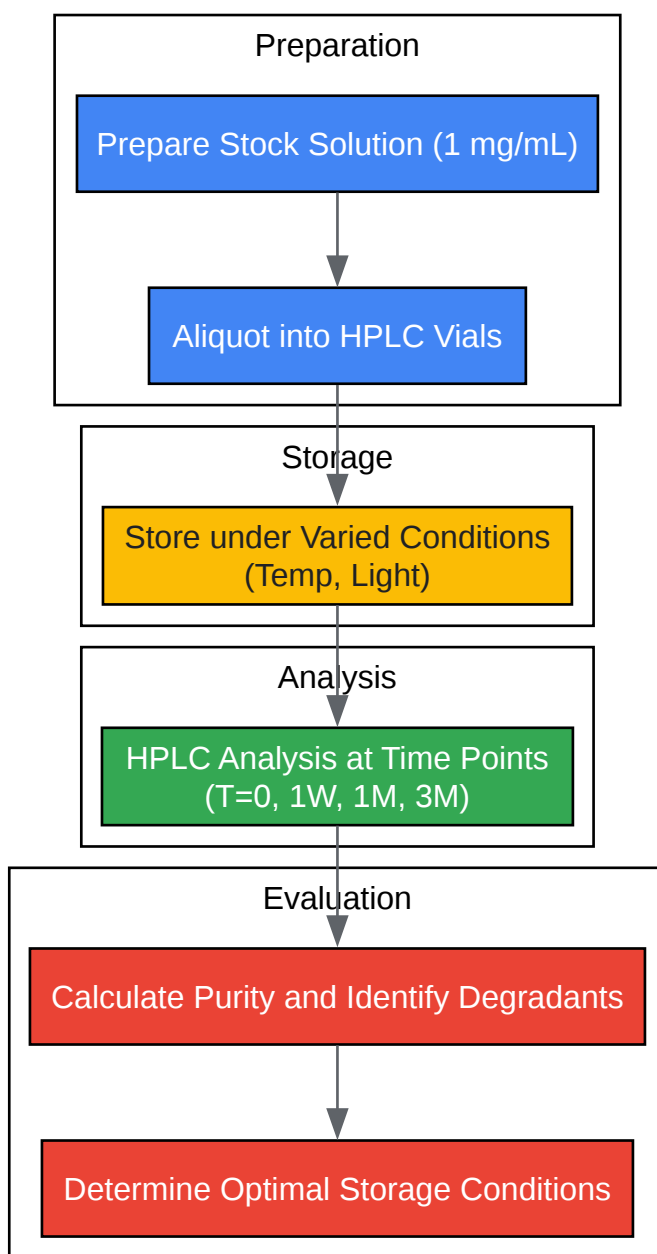 Preparation
Prepare Stock Solution (1 mg/mL)
Aliquot into HPLC Vials
Storage
Store under Varied Conditions
(Temp, Light)
Analysis
HPLC Analysis at Time Points
(T=0, 1W, 1M, 3M)
Evaluation
Calculate Purity and Identify Degradants
Determine Optimal Storage Conditions